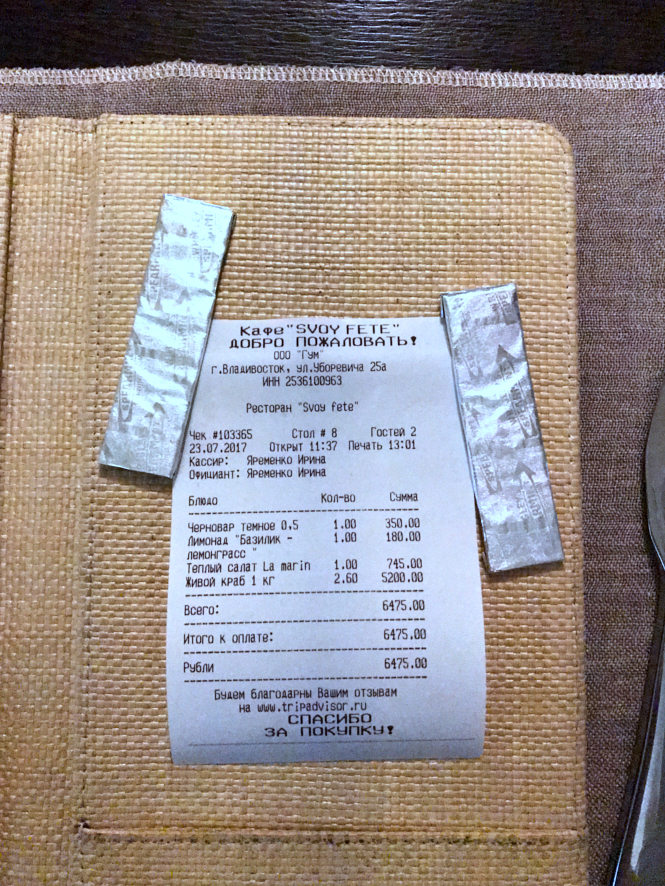 Кафе "SVOY FETE"
ДОБРО ПОЖАЛОВАТЬ!
ООО "Гум"
г.Владивосток, ул.Уборевича 25а
ИНН 2536100963
Ресторан "Svoy fete"
Чек #103365 Стол # 8 Гостей 2
23.07.2017 Открыт 11:37 Печать 13:01
Кассир: Яременко Ирина
Официант: Яременко Ирина
Блюдо Кол-во Сумма
Черновар темное 0,5 1.00 350.00
Лимонад "Базилик - 1.00 180.00
лемонграсс "
Теплый салат La marin 1.00 745.00
Живой краб 1 кг 2.60 5200.00
Всего: 6475.00
Итого к оплате: 6475.00
Рубли 6475.00
Будем благодарны Вашим отзывам
на www.tripadvisor.ru
СПАСИБО
ЗА ПОКУПКУ!